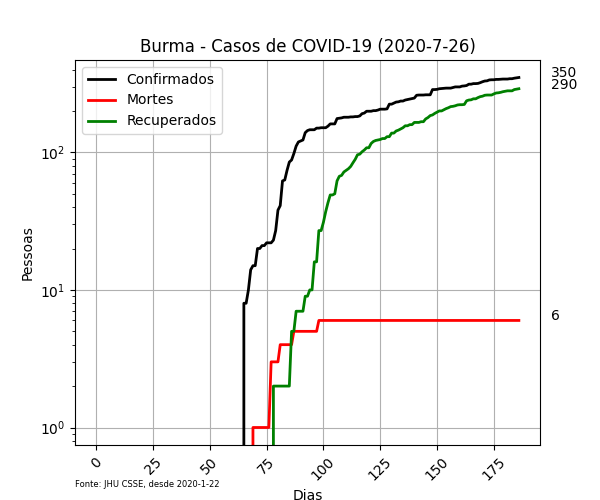 Burma - Casos de COVID-19 (2020-7-26)
Confirmados
Mortes
Recuperados
350
290
6
10²
10¹
10⁰
Pessoas
0 25 50 75 100 125 150 175
Fonte: JHU CSSE, desde 2020-1-22
Dias